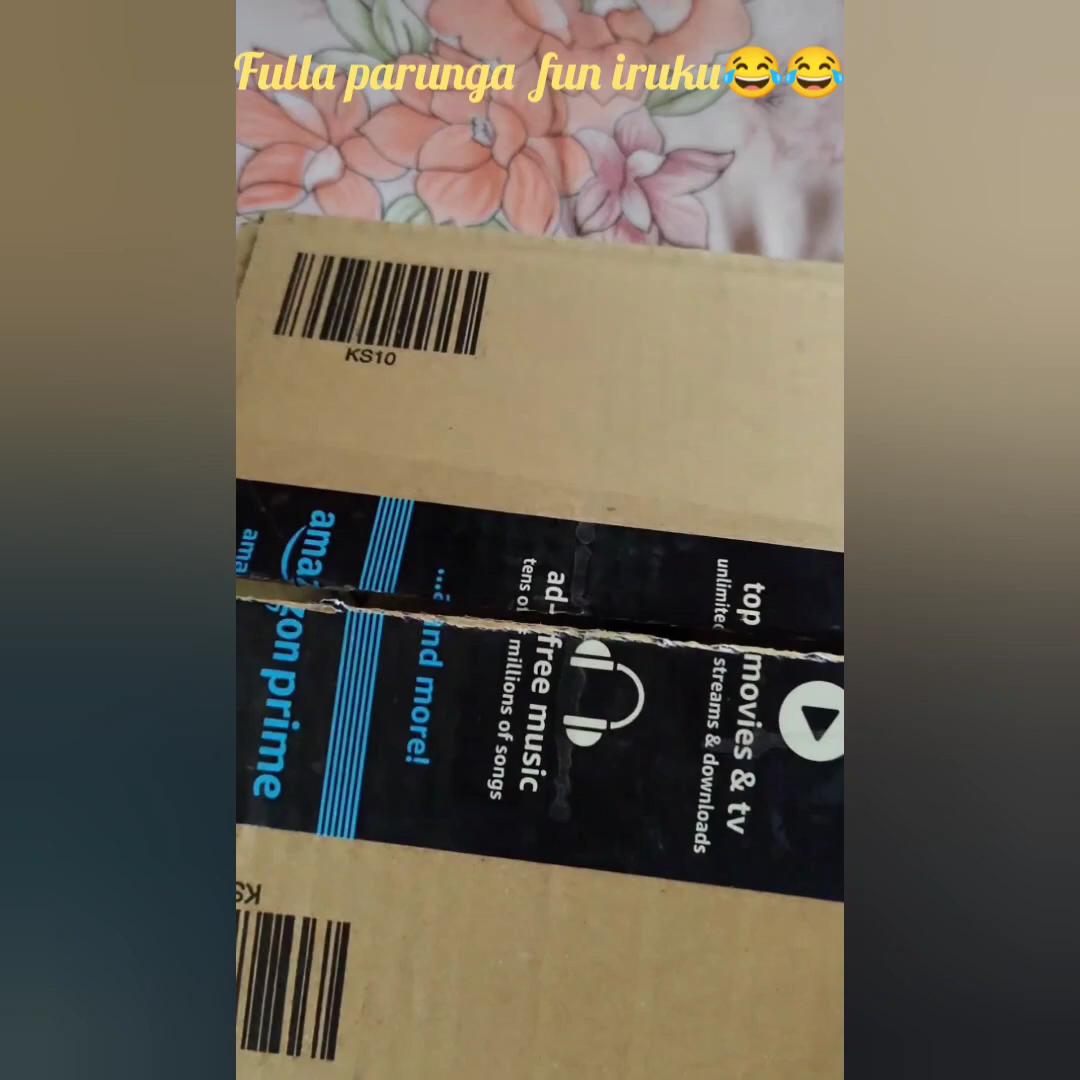 Fulla parunga fun iruku😂😂
KS10
top movies & tv
unlimited streams & downloads
ad-free music
tens of millions of songs
...and more!
amazon prime
ama
KS